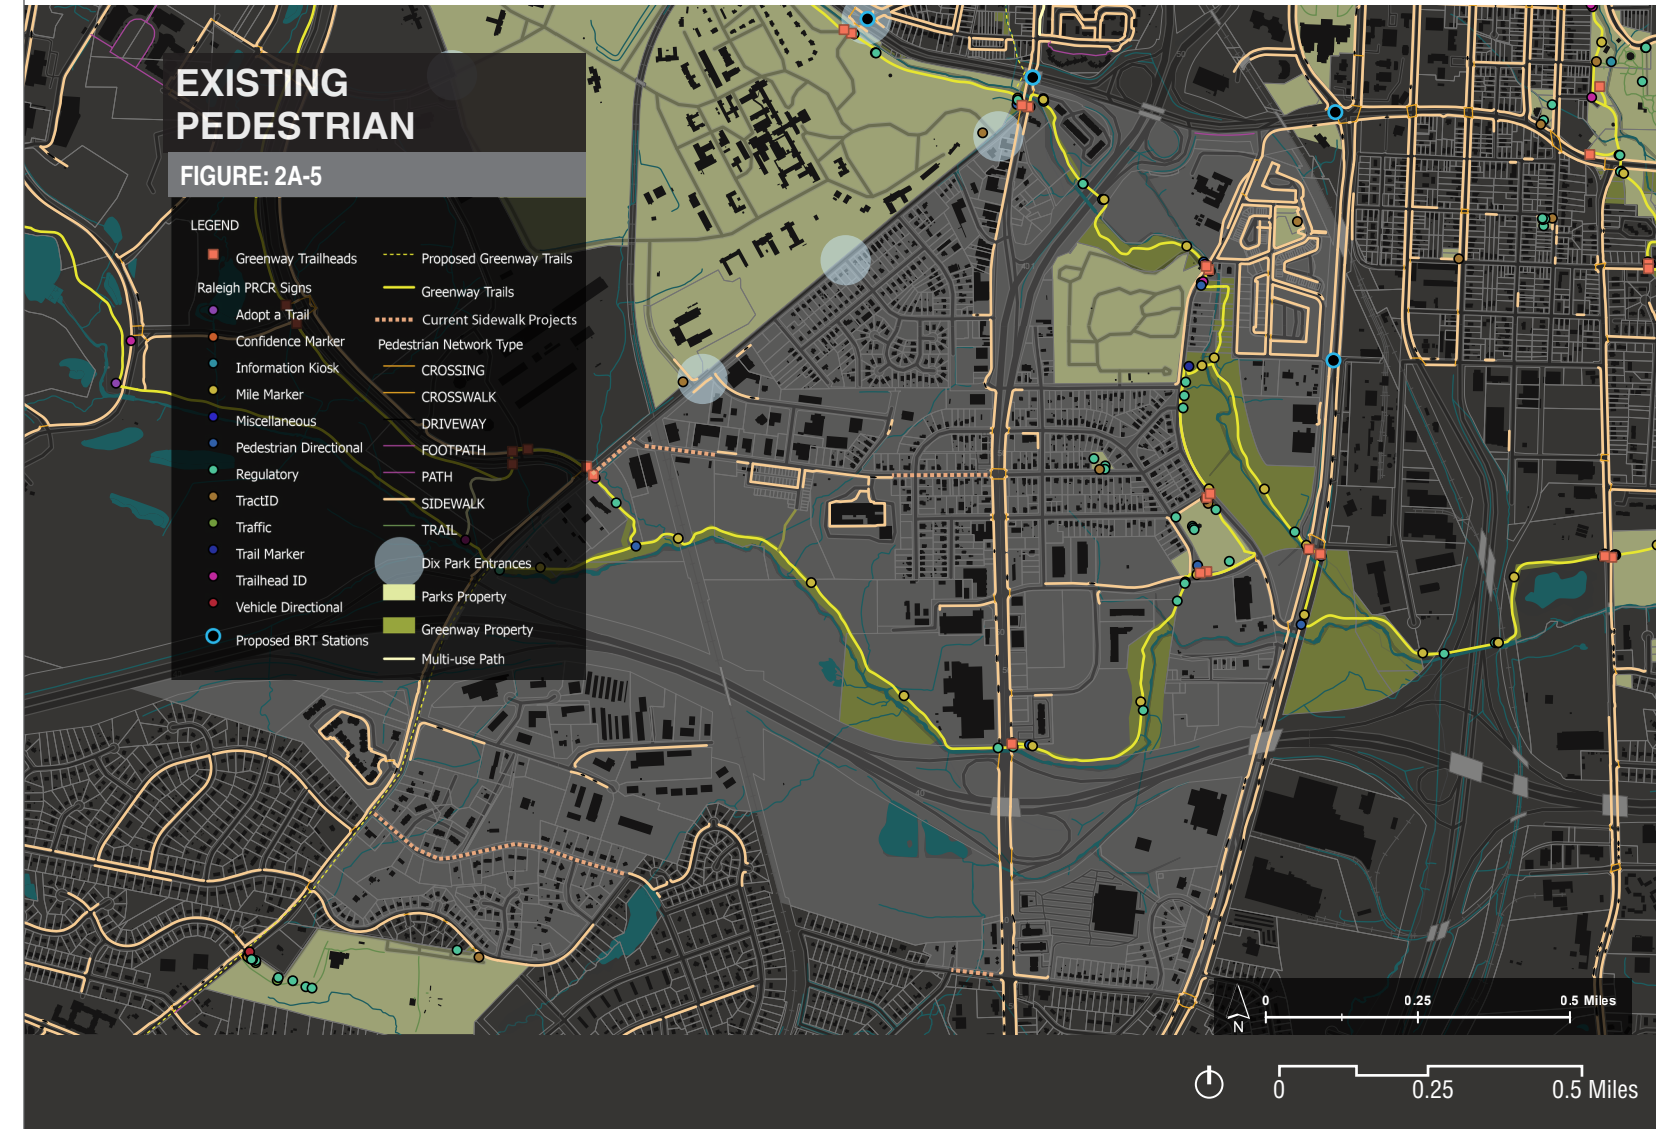 EXISTING
PEDESTRIAN
FIGURE: 2A-5
LEGEND
Greenway Trailheads
Raleigh PRCR Signs
Adopt a Trail
Confidence Marker
Information Kiosk
Mile Marker
Miscellaneous
Pedestrian Directional
Regulatory
TractID
Traffic
Trail Marker
Trailhead ID
Vehicle Directional
Proposed BRT Stations
Proposed Greenway Trails
Greenway Trails
Current Sidewalk Projects
Pedestrian Network Type
CROSSING
CROSSWALK
DRIVEWAY
FOOTPATH
PATH
SIDEWALK
TRAIL
Dix Park Entrances
Parks Property
Greenway Property
Multi-use Path
N
0 0.25 0.5 Miles
0 0.25 0.5 Miles